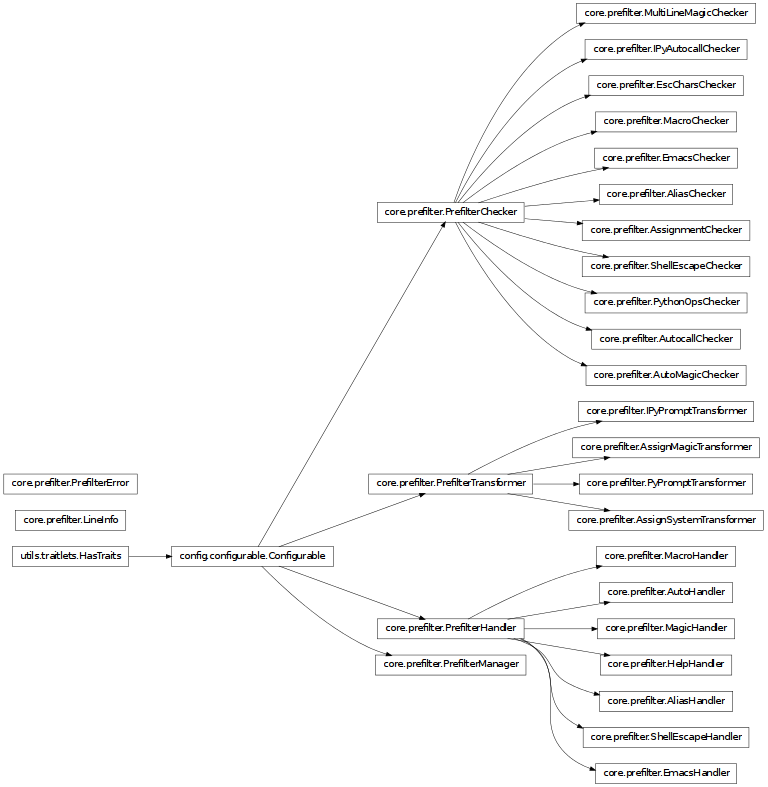 core.prefilter.MultiLineMagicChecker
core.prefilter.IPyAutocallChecker
core.prefilter.EscCharsChecker
core.prefilter.MacroChecker
core.prefilter.EmacsChecker
core.prefilter.AliasChecker
core.prefilter.PrefilterChecker
core.prefilter.AssignmentChecker
core.prefilter.ShellEscapeChecker
core.prefilter.PythonOpsChecker
core.prefilter.AutocallChecker
core.prefilter.AutoMagicChecker
core.prefilter.IPyPromptTransformer
core.prefilter.AssignMagicTransformer
core.prefilter.PrefilterError
core.prefilter.PrefilterTransformer
core.prefilter.PyPromptTransformer
core.prefilter.LineInfo
core.prefilter.AssignSystemTransformer
utils.traitlets.HasTraits
config.configurable.Configurable
core.prefilter.MacroHandler
core.prefilter.AutoHandler
core.prefilter.PrefilterHandler
core.prefilter.MagicHandler
core.prefilter.PrefilterManager
core.prefilter.HelpHandler
core.prefilter.AliasHandler
core.prefilter.ShellEscapeHandler
core.prefilter.EmacsHandler